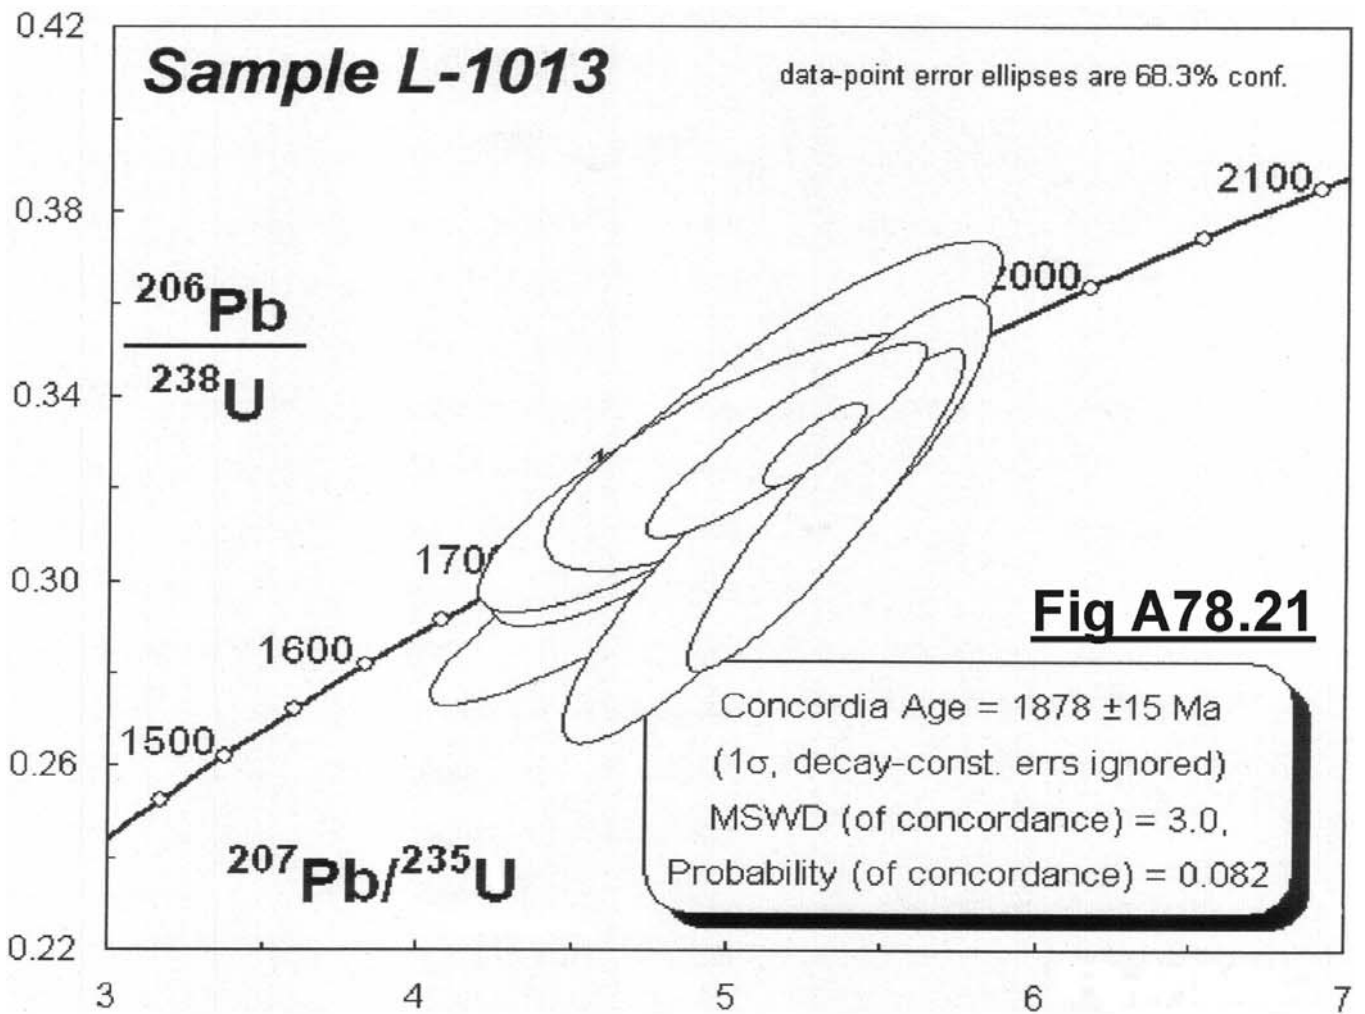 0.42
Sample L-1013
data-point error ellipses are 68.3% conf.
2100
0.38
2000
206Pb
238U
0.34
1700
0.30
Fig A78.21
1600
Concordia Age = 1878 ±15 Ma
1500
(1σ, decay-const. errs ignored)
0.26
MSWD (of concordance) = 3.0,
207Pb/235U
Probability (of concordance) = 0.082
0.22
3 4 5 6 7